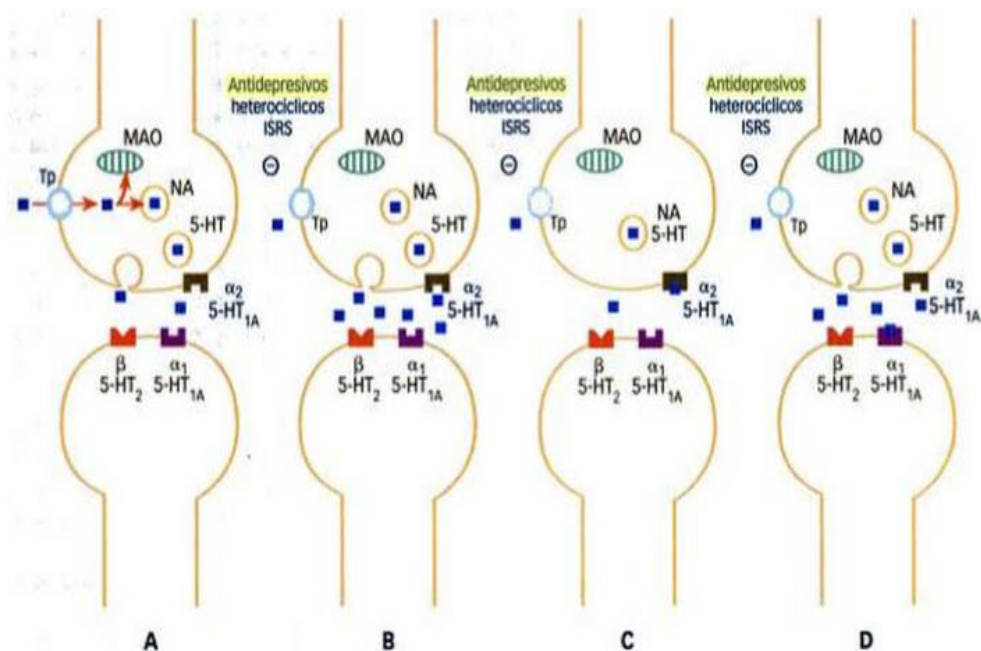 Antidepresivos
heterocíclicos
ISRS
MAO
Tp
NA
5-HT
α2
5-HT1A
β
5-HT2
α1
5-HT1A
A
MAO
Tp
NA
5-HT
α2
5-HT1A
β
5-HT2
α1
5-HT1A
B
Antidepresivos
heterocíclicos
ISRS
MAO
Tp
NA
5-HT
α2
5-HT1A
β
5-HT2
α1
5-HT1A
C
Antidepresivos
heterocíclicos
ISRS
MAO
Tp
NA
5-HT
α2
5-HT1A
β
5-HT2
α1
5-HT1A
D